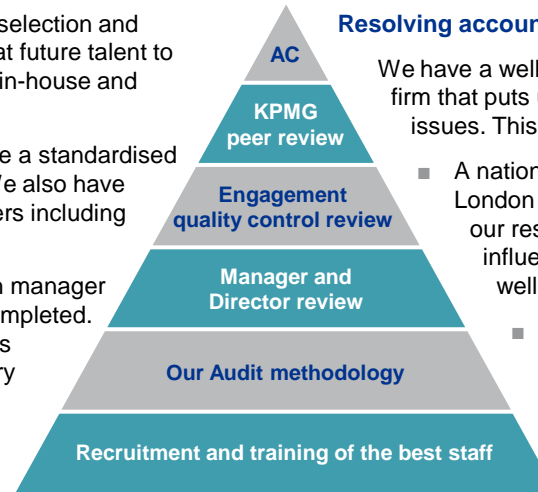 selection and
at future talent to
in-house and
e a standardised
We also have
ers including
manager
mpleted.
s
ry
AC
KPMG
peer review
Engagement
quality control review
Manager and
Director review
Our Audit methodology
Recruitment and training of the best staff
Resolving accoun
We have a well
firm that puts
issues. This
■ A nation
London
our res
influe
well
■